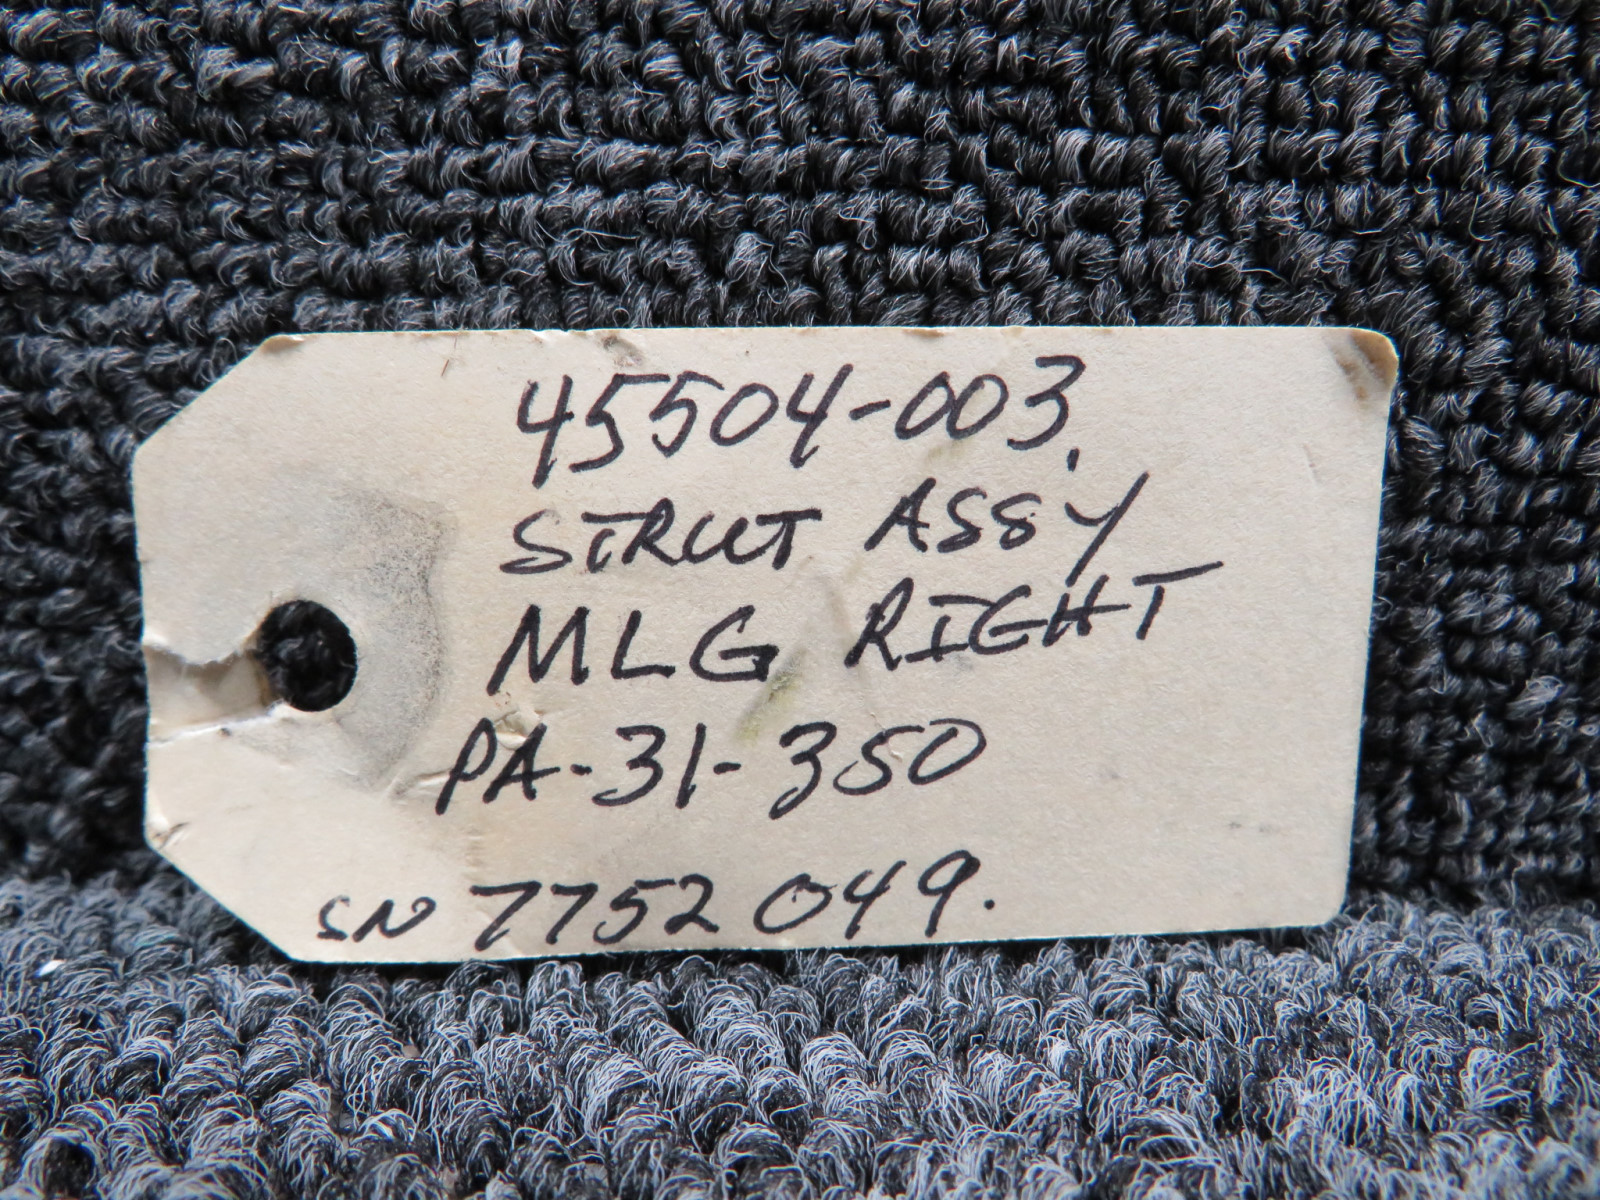 45504-003.
STRUT ASSY
MLG RIGHT
PA-31-350
SN 7752049.